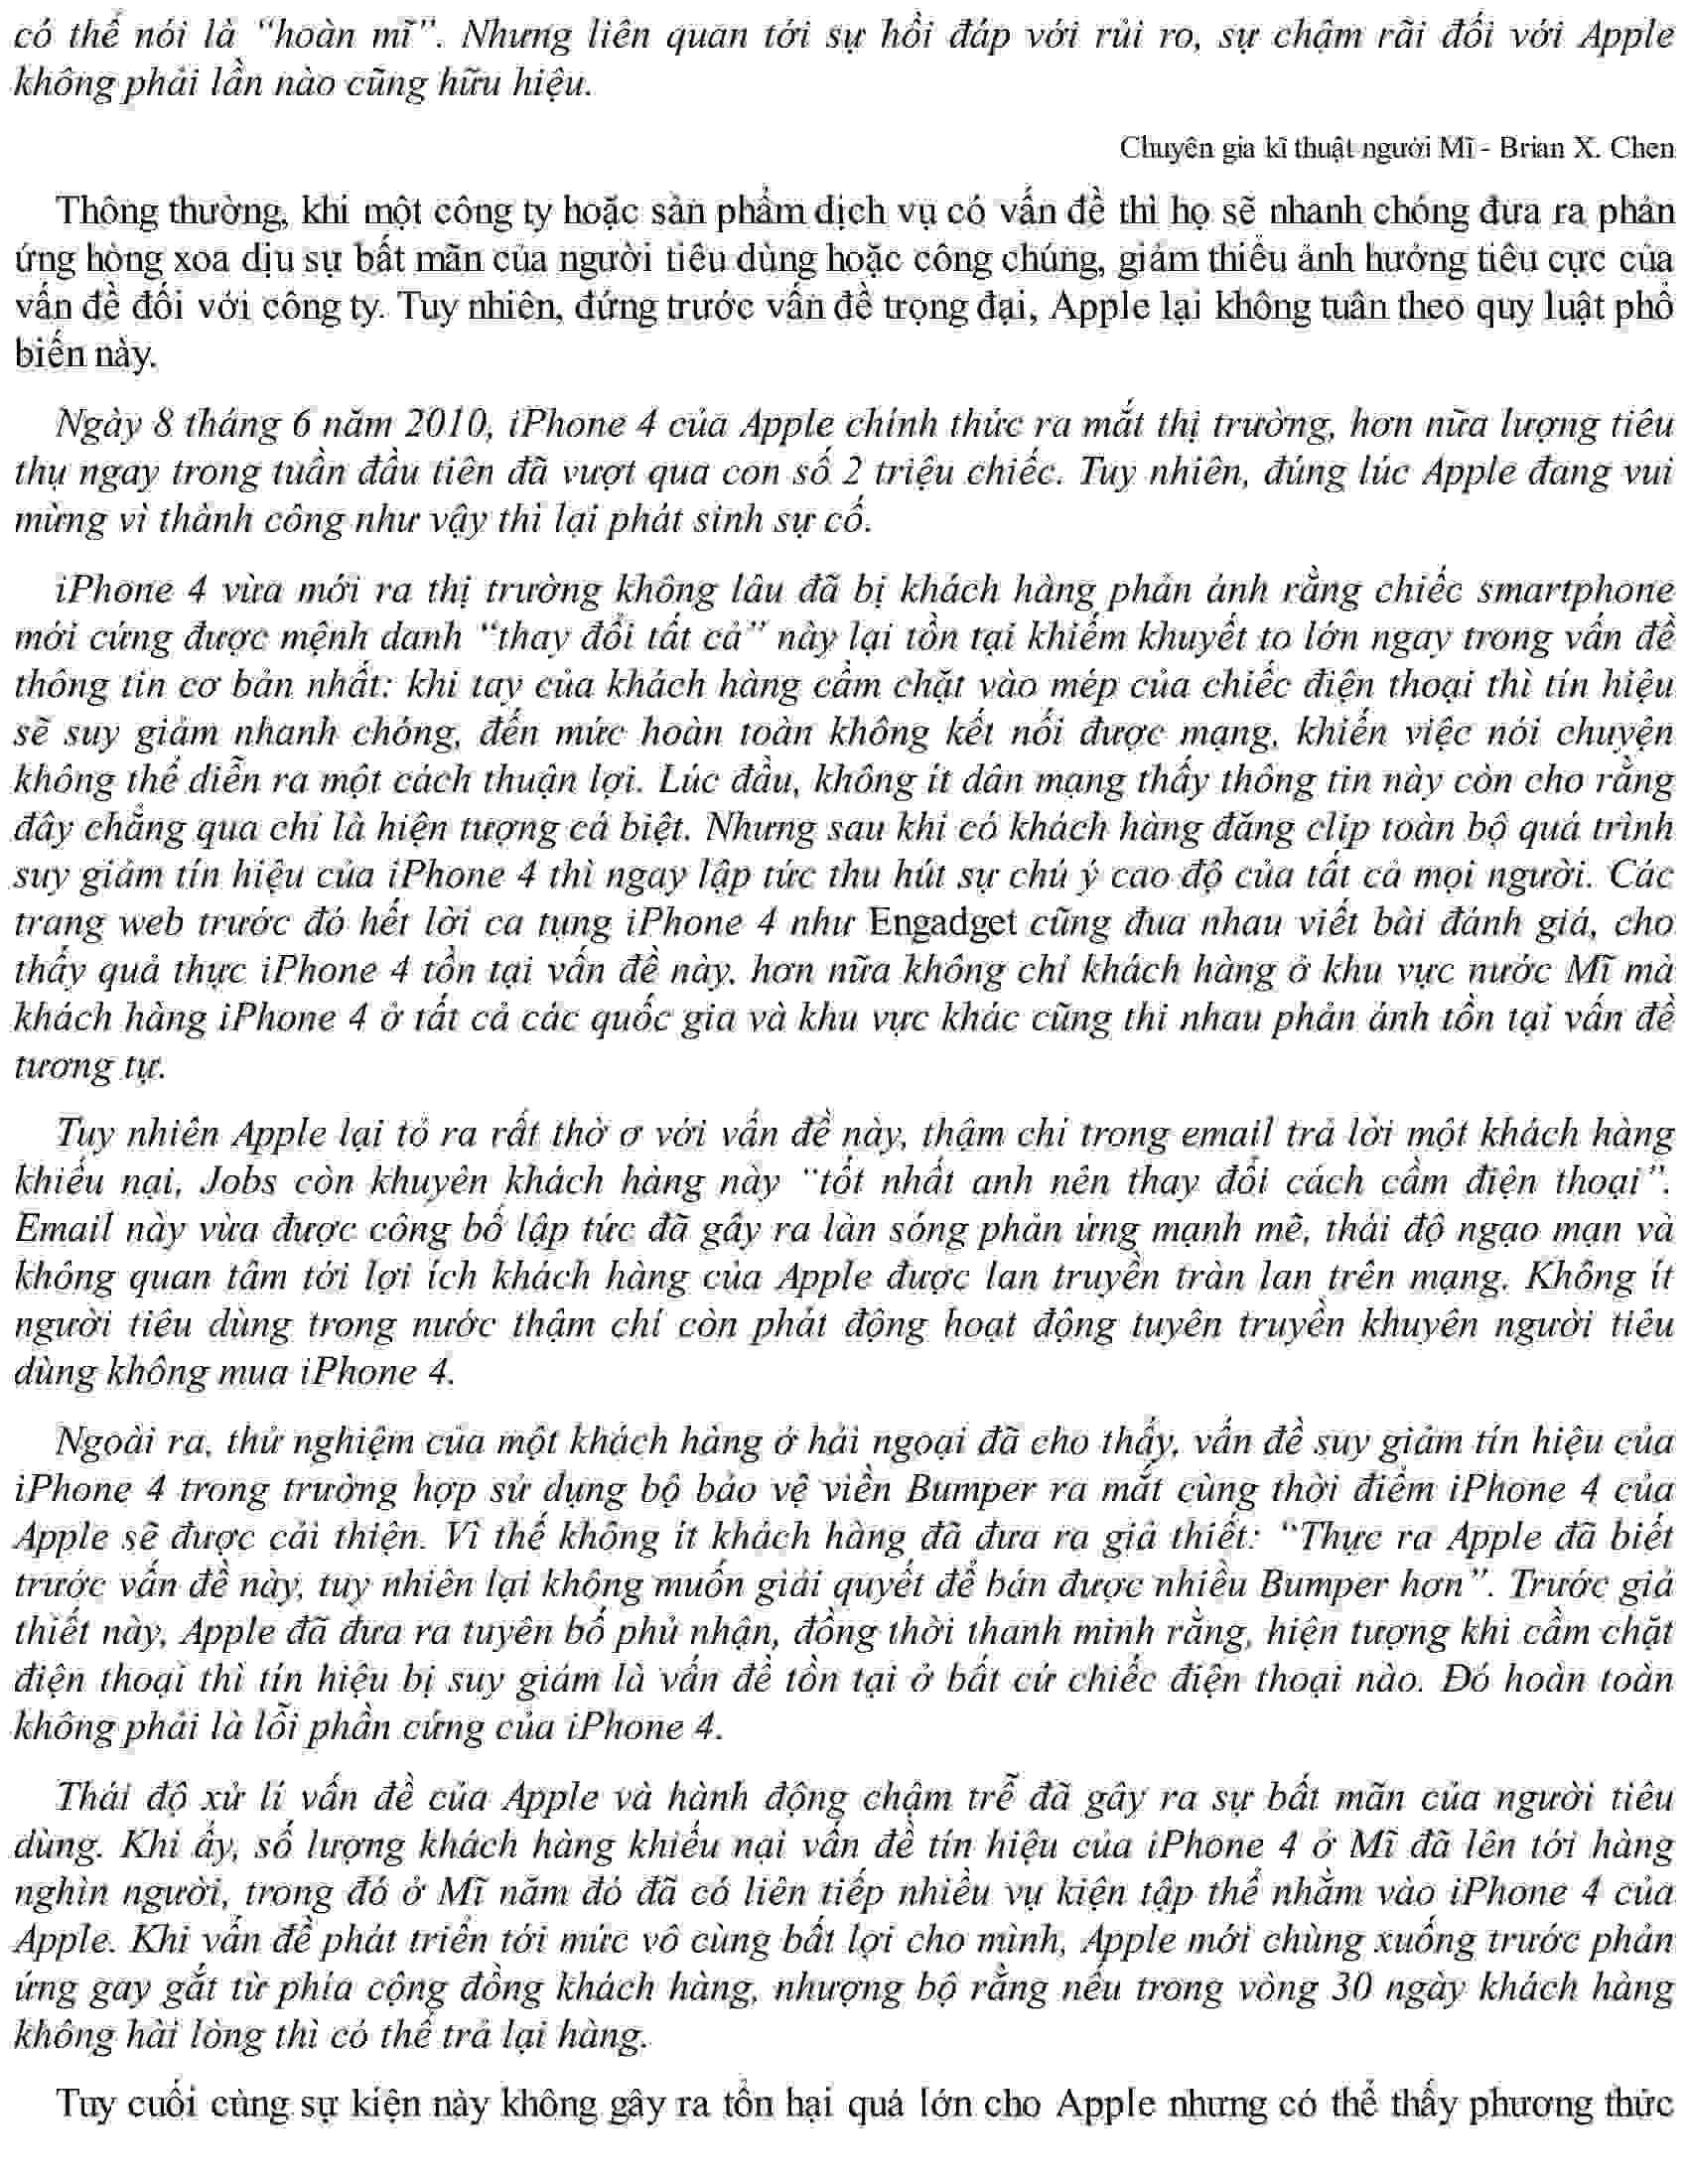 có thể nói là “hoàn mĩ”. Nhưng liên quan tới sự hồi đáp với rủi ro, sự chậm rãi đối với Apple
không phải lần nào cũng hữu hiệu.
Chuyên gia kĩ thuật người Mĩ - Brian X. Chen
Thông thường, khi một công ty hoặc sản phẩm dịch vụ có vấn đề thì họ sẽ nhanh chóng đưa ra phản
ứng hòng xoa dịu sự bất mãn của người tiêu dùng hoặc công chúng, giảm thiểu ảnh hưởng tiêu cực của
vấn đề đối với công ty. Tuy nhiên, đứng trước vấn đề trọng đại, Apple lại không tuân theo quy luật phổ
biến này.
Ngày 8 tháng 6 năm 2010, iPhone 4 của Apple chính thức ra mắt thị trường, hơn nữa lượng tiêu
thụ ngay trong tuần đầu tiên đã vượt qua con số 2 triệu chiếc. Tuy nhiên, đúng lúc Apple đang vui
mừng vì thành công như vậy thì lại phát sinh sự cố.
iPhone 4 vừa mới ra thị trường không lâu đã bị khách hàng phản ánh rằng chiếc smartphone
mới cứng được mệnh danh “thay đổi tất cả” này lại tồn tại khiếm khuyết to lớn ngay trong vấn đề
thông tin cơ bản nhất: khi tay của khách hàng cầm chặt vào mép của chiếc điện thoại thì tín hiệu
sẽ suy giảm nhanh chóng, đến mức hoàn toàn không kết nối được mạng, khiến việc nói chuyện
không thể diễn ra một cách thuận lợi. Lúc đầu, không ít dân mạng thấy thông tin này còn cho rằng
đây chẳng qua chỉ là hiện tượng cá biệt. Nhưng sau khi có khách hàng đăng clip toàn bộ quá trình
suy giảm tín hiệu của iPhone 4 thì ngay lập tức thu hút sự chú ý cao độ của tất cả mọi người. Các
trang web trước đó hết lời ca tụng iPhone 4 như Engadget cũng đua nhau viết bài đánh giá, cho
thấy quả thực iPhone 4 tồn tại vấn đề này, hơn nữa không chỉ khách hàng ở khu vực nước Mĩ mà
khách hàng iPhone 4 ở tất cả các quốc gia và khu vực khác cũng thi nhau phản ánh tồn tại vấn đề
tương tự.
Tuy nhiên Apple lại tỏ ra rất thờ ơ với vấn đề này, thậm chí trong email trả lời một khách hàng
khiếu nại, Jobs còn khuyên khách hàng này “tốt nhất anh nên thay đổi cách cầm điện thoại”.
Email này vừa được công bố lập tức đã gây ra làn sóng phản ứng mạnh mẽ, thái độ ngạo mạn và
không quan tâm tới lợi ích khách hàng của Apple được lan truyền tràn lan trên mạng. Không ít
người tiêu dùng trong nước thậm chí còn phát động hoạt động tuyên truyền khuyên người tiêu
dùng không mua iPhone 4.
Ngoài ra, thử nghiệm của một khách hàng ở hải ngoại đã cho thấy, vấn đề suy giảm tín hiệu của
iPhone 4 trong trường hợp sử dụng bộ bảo vệ viền Bumper ra mắt cùng thời điểm iPhone 4 của
Apple sẽ được cải thiện. Vì thế không ít khách hàng đã đưa ra giả thiết: “Thực ra Apple đã biết
trước vấn đề này, tuy nhiên lại không muốn giải quyết để bán được nhiều Bumper hơn”. Trước giả
thiết này, Apple đã đưa ra tuyên bố phủ nhận, đồng thời thanh minh rằng, hiện tượng khi cầm chặt
điện thoại thì tín hiệu bị suy giảm là vấn đề tồn tại ở bất cứ chiếc điện thoại nào. Đó hoàn toàn
không phải là lỗi phần cứng của iPhone 4.
Thái độ xử lí vấn đề của Apple và hành động chậm trễ đã gây ra sự bất mãn của người tiêu
dùng. Khi ấy, số lượng khách hàng khiếu nại vấn đề tín hiệu của iPhone 4 ở Mĩ đã lên tới hàng
nghìn người, trong đó ở Mĩ năm đó đã có liên tiếp nhiều vụ kiện tập thể nhằm vào iPhone 4 của
Apple. Khi vấn đề phát triển tới mức vô cùng bất lợi cho mình, Apple mới chùng xuống trước phản
ứng gay gắt từ phía cộng đồng khách hàng, nhượng bộ rằng nếu trong vòng 30 ngày khách hàng
không hài lòng thì có thể trả lại hàng.
Tuy cuối cùng sự kiện này không gây ra tổn hại quá lớn cho Apple nhưng có thể thấy phương thức